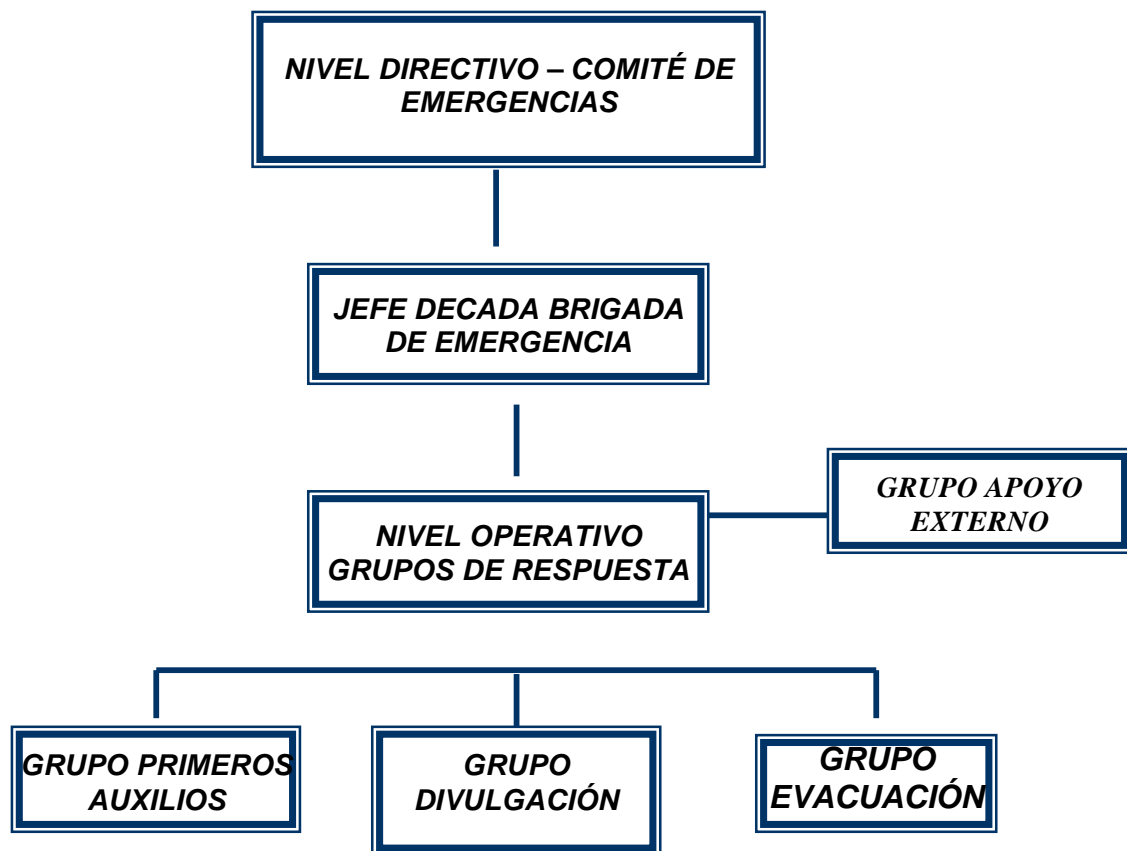 NIVEL DIRECTIVO – COMITÉ DE
EMERGENCIAS
JEFE DECADA BRIGADA
DE EMERGENCIA
GRUPO APOYO
EXTERNO
NIVEL OPERATIVO
GRUPOS DE RESPUESTA
GRUPO PRIMEROS
AUXILIOS
GRUPO
DIVULGACIÓN
GRUPO
EVACUACIÓN